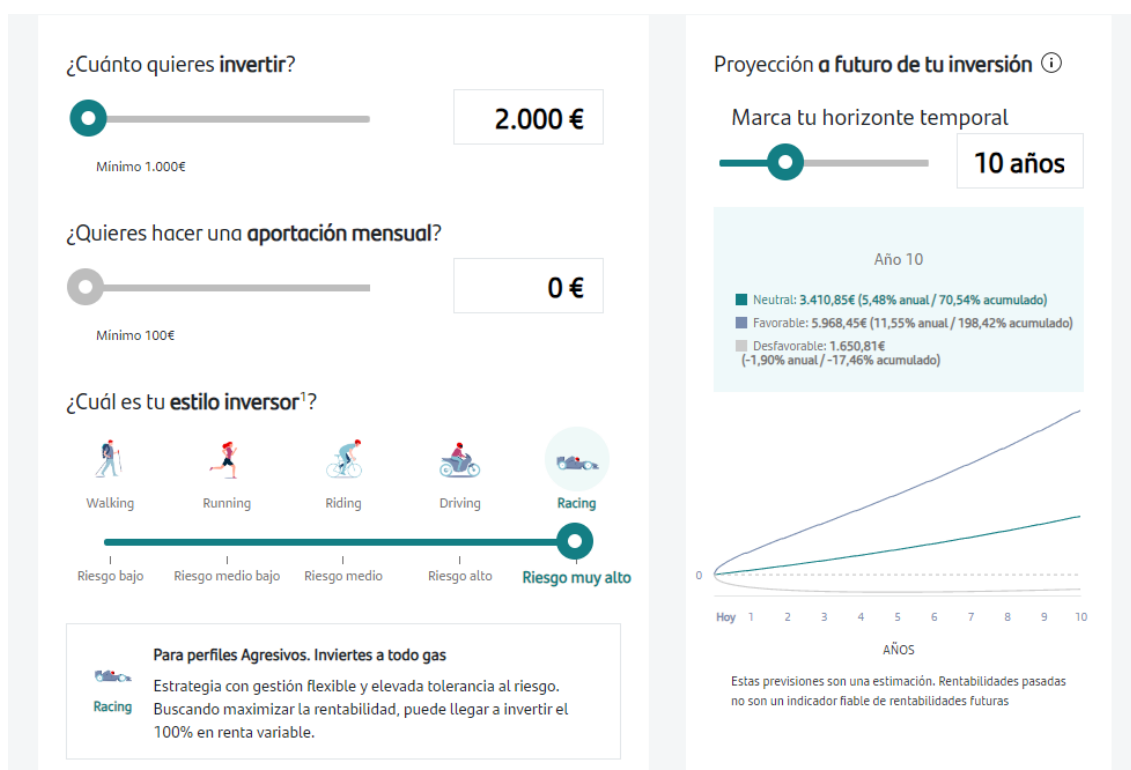 ¿Cuánto quieres invertir?
2.000 €
Mínimo 1.000€
¿Quieres hacer una aportación mensual?
0 €
Mínimo 100€
¿Cuál es tu estilo inversor1?
Walking
Running
Riding
Driving
Racing
Riesgo bajo
Riesgo medio bajo
Riesgo medio
Riesgo alto
Riesgo muy alto
Para perfiles Agresivos. Inviertes a todo gas
Racing
Estrategia con gestión flexible y elevada tolerancia al riesgo.
Buscando maximizar la rentabilidad, puede llegar a invertir el
100% en renta variable.
Proyección a futuro de tu inversión i
Marca tu horizonte temporal
10 años
Año 10
Neutral: 3.410,85€ (5,48% anual / 70,54% acumulado)
Favorable: 5.968,45€ (11,55% anual / 198,42% acumulado)
Desfavorable: 1.650,81€
(-1,90% anual / -17,46% acumulado)
0
Hoy 1 2 3 4 5 6 7 8 9 10
AÑOS
Estas previsiones son una estimación. Rentabilidades pasadas
no son un indicador fiable de rentabilidades futuras